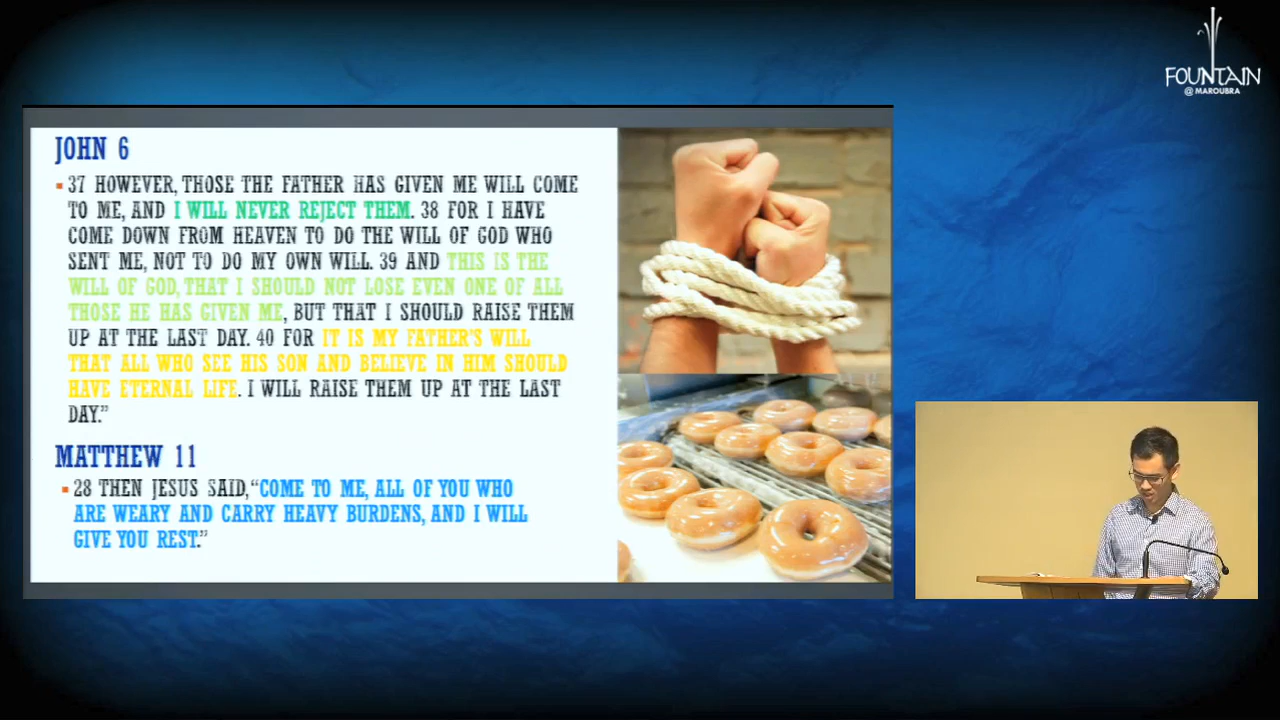 FOUNTAIN
@ MAROUBRA
JOHN 6
37 HOWEVER, THOSE THE FATHER HAS GIVEN ME WILL COME
TO ME, AND I WILL NEVER REJECT THEM. 38 FOR I HAVE
COME DOWN FROM HEAVEN TO DO THE WILL OF GOD WHO
SENT ME, NOT TO DO MY OWN WILL. 39 AND THIS IS THE
WILL OF GOD, THAT I SHOULD NOT LOSE EVEN ONE OF ALL
THOSE HE HAS GIVEN ME, BUT THAT I SHOULD RAISE THEM
UP AT THE LAST DAY. 40 FOR IT IS MY FATHER'S WILL
THAT ALL WHO SEE HIS SON AND BELIEVE IN HIM SHOULD
HAVE ETERNAL LIFE. I WILL RAISE THEM UP AT THE LAST
DAY.”
MATTHEW 11
28 THEN JESUS SAID, “COME TO ME, ALL OF YOU WHO
ARE WEARY AND CARRY HEAVY BURDENS, AND I WILL
GIVE YOU REST.”